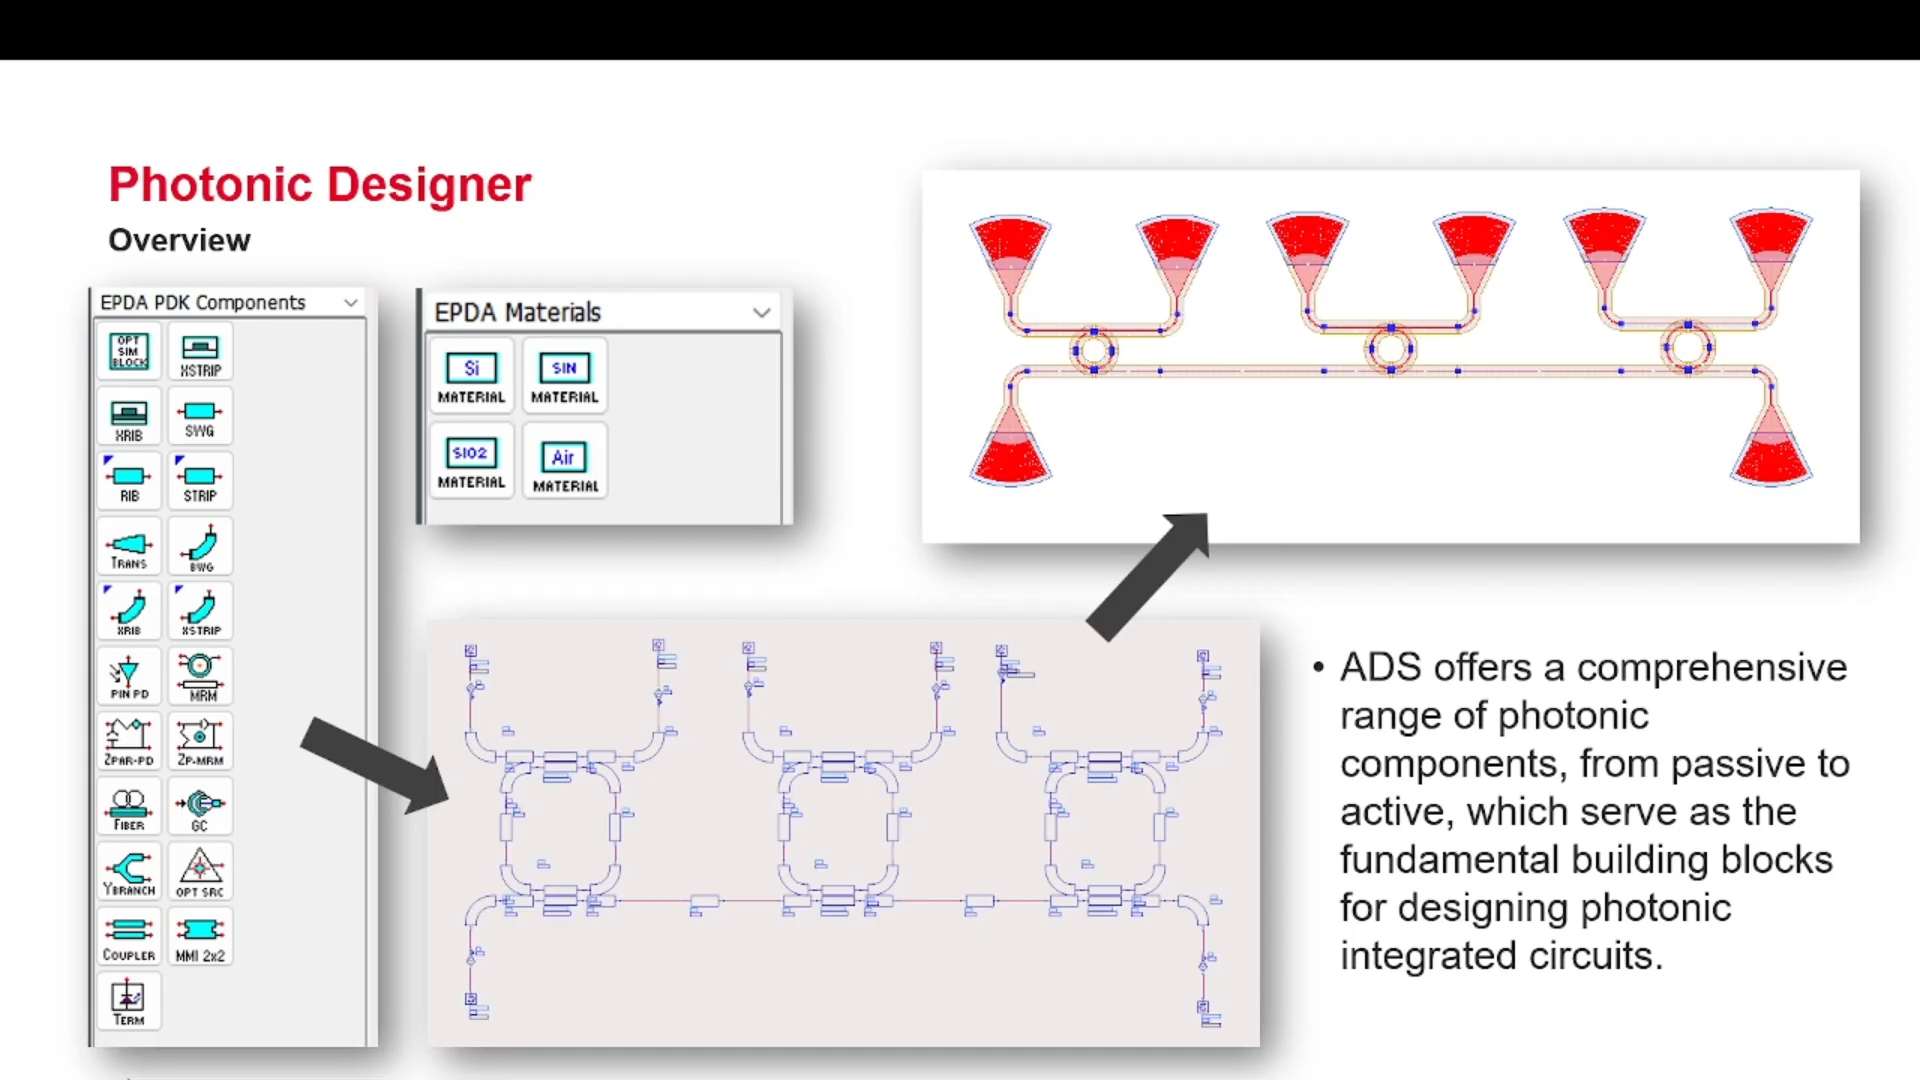 Photonic Designer
Overview
EPDA PDK Components
OPT
SIM
BLOCK
XSTRIP
XRIB
SWG
RIB
STRIP
TRANS
BWG
XRIB
XSTRIP
PIN PD
MRM
ZPAR-PD
ZP-MRM
FIBER
GC
YBRANCH
OPT SRC
COUPLER
MMI 2x2
TERM
EPDA Materials
Si
MATERIAL
SIN
MATERIAL
SIO2
MATERIAL
Air
MATERIAL
• ADS offers a comprehensive
range of photonic
components, from passive to
active, which serve as the
fundamental building blocks
for designing photonic
integrated circuits.